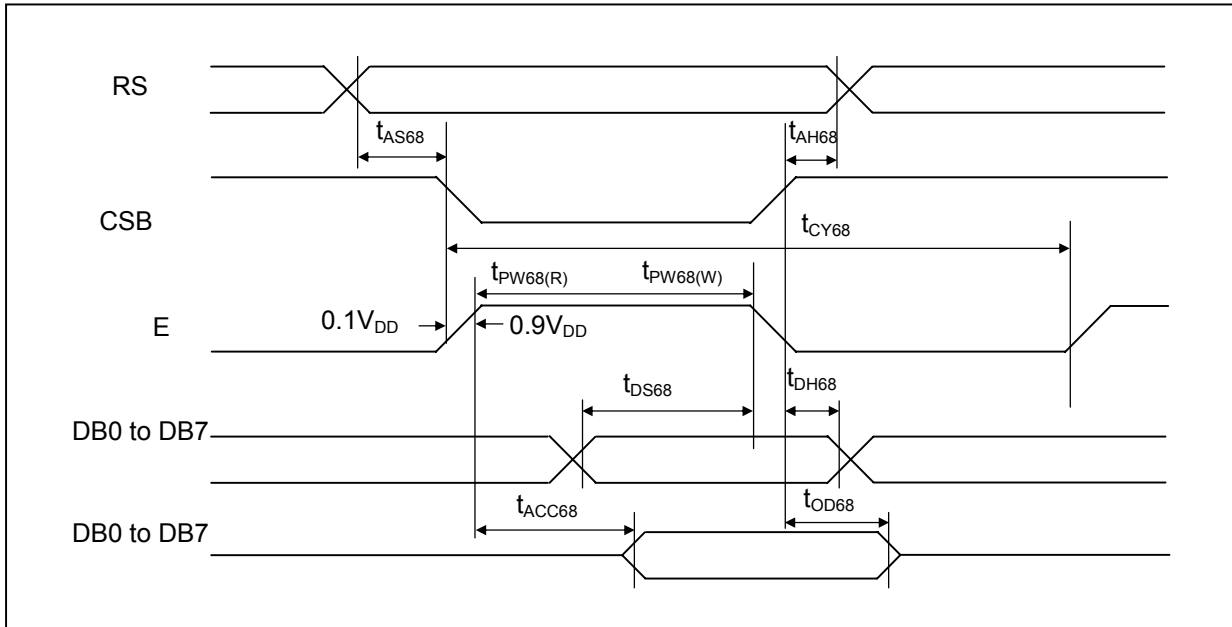 RS
tAS68
tAH68
CSB
tCY68
tPW68(R)
tPW68(W)
E
0.1VDD
0.9VDD
tDS68
tDH68
DB0 to DB7
tACC68
tOD68
DB0 to DB7